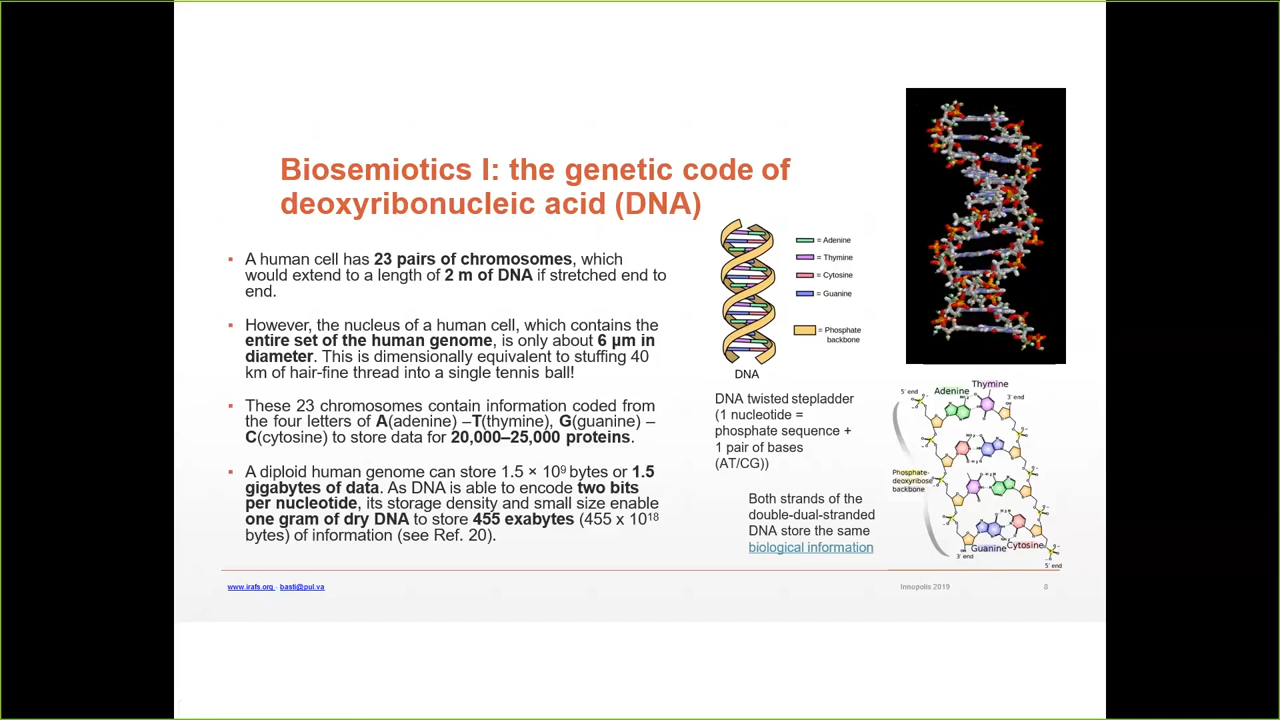 Biosemiotics I: the genetic code of
deoxyribonucleic acid (DNA)
▪ A human cell has 23 pairs of chromosomes, which
would extend to a length of 2 m of DNA if stretched end to
end.
▪ However, the nucleus of a human cell, which contains the
entire set of the human genome, is only about 6 µm in
diameter. This is dimensionally equivalent to stuffing 40
km of hair-fine thread into a single tennis ball!
▪ These 23 chromosomes contain information coded from
the four letters of A(adenine) –T(thymine), G(guanine) –
C(cytosine) to store data for 20,000–25,000 proteins.
▪ A diploid human genome can store 1.5 × 10⁹ bytes or 1.5
gigabytes of data. As DNA is able to encode two bits
per nucleotide, its storage density and small size enable
one gram of dry DNA to store 455 exabytes (455 x 10¹⁸
bytes) of information (see Ref. 20).
= Adenine
= Thymine
= Cytosine
= Guanine
= Phosphate
backbone
DNA
DNA twisted stepladder
(1 nucleotide =
phosphate sequence +
1 pair of bases
(AT/CG))
Both strands of the
double-dual-stranded
DNA store the same
biological information
Thymine
Adenine
5' end
3' end
Phosphate-
deoxyribose
backbone
Guanine Cytosine
3' end
5' end
www.irafs.org - basti@pul.va
Innopolis 2019
8